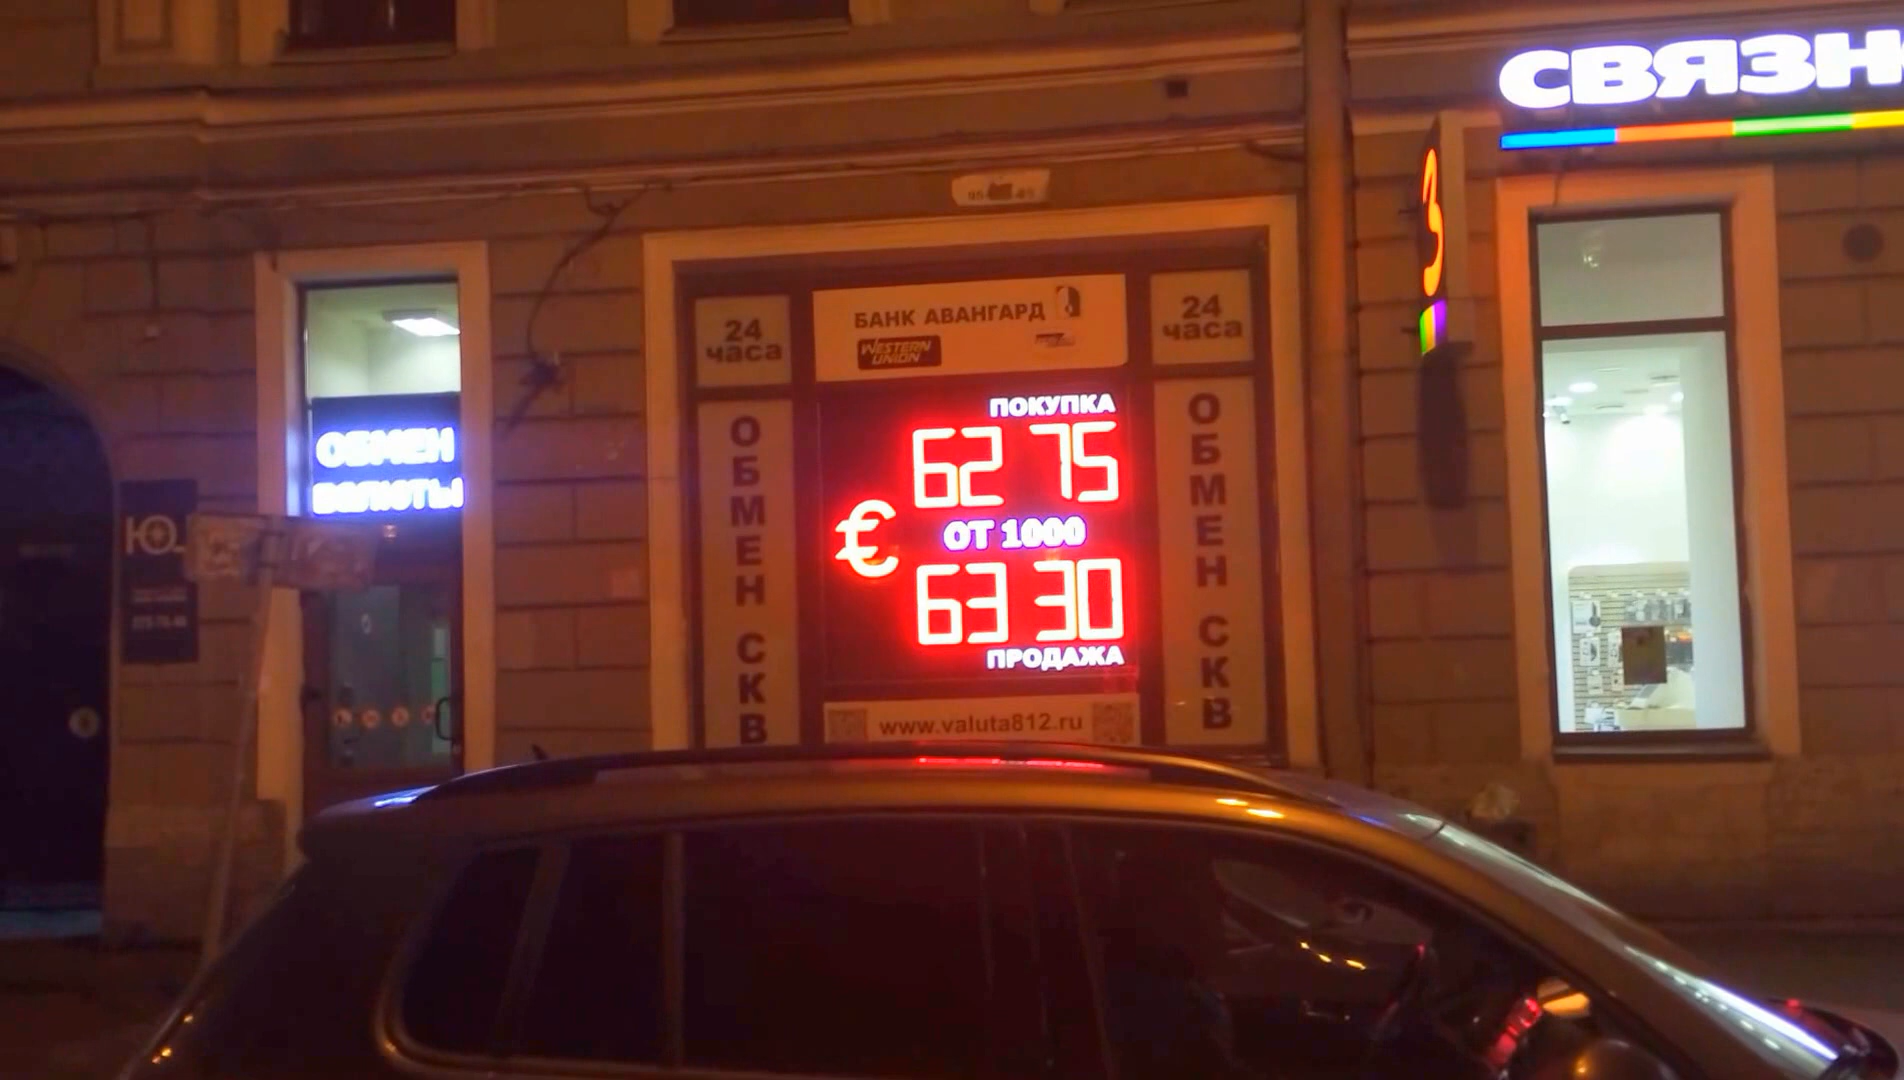 СВЯЗН
ОБМЕН
ВАЛЮТЫ
24
часа
БАНК АВАНГАРД
WESTERN
UNION
24
часа
ОБМЕН СКВ
ПОКУПКА
62 75
€
ОТ 1000
63 30
ПРОДАЖА
ОБМЕН СКВ
www.valuta812.ru
Ю